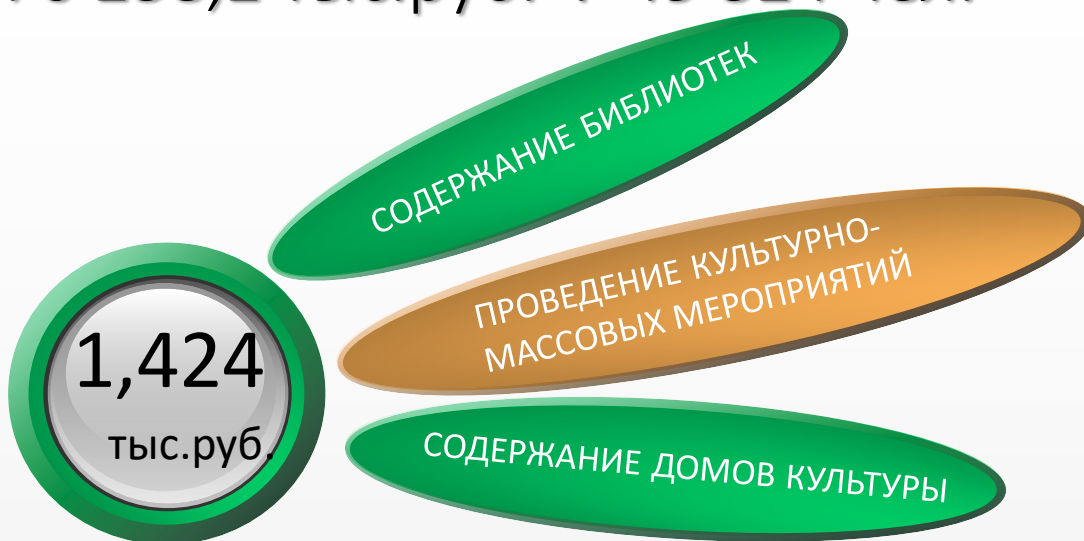 СОДЕРЖАНИЕ БИБЛИОТЕК
ПРОВЕДЕНИЕ КУЛЬТУРНО-
МАССОВЫХ МЕРОПРИЯТИЙ
1,424
тыс.руб.
СОДЕРЖАНИЕ ДОМОВ КУЛЬТУРЫ